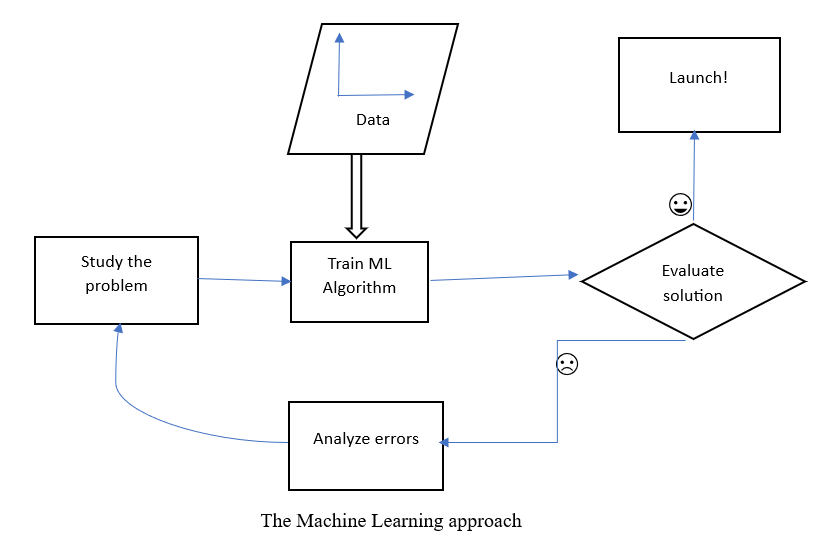 Data
Launch!
Study the
problem
Train ML
Algorithm
Evaluate
solution
Analyze errors
The Machine Learning approach